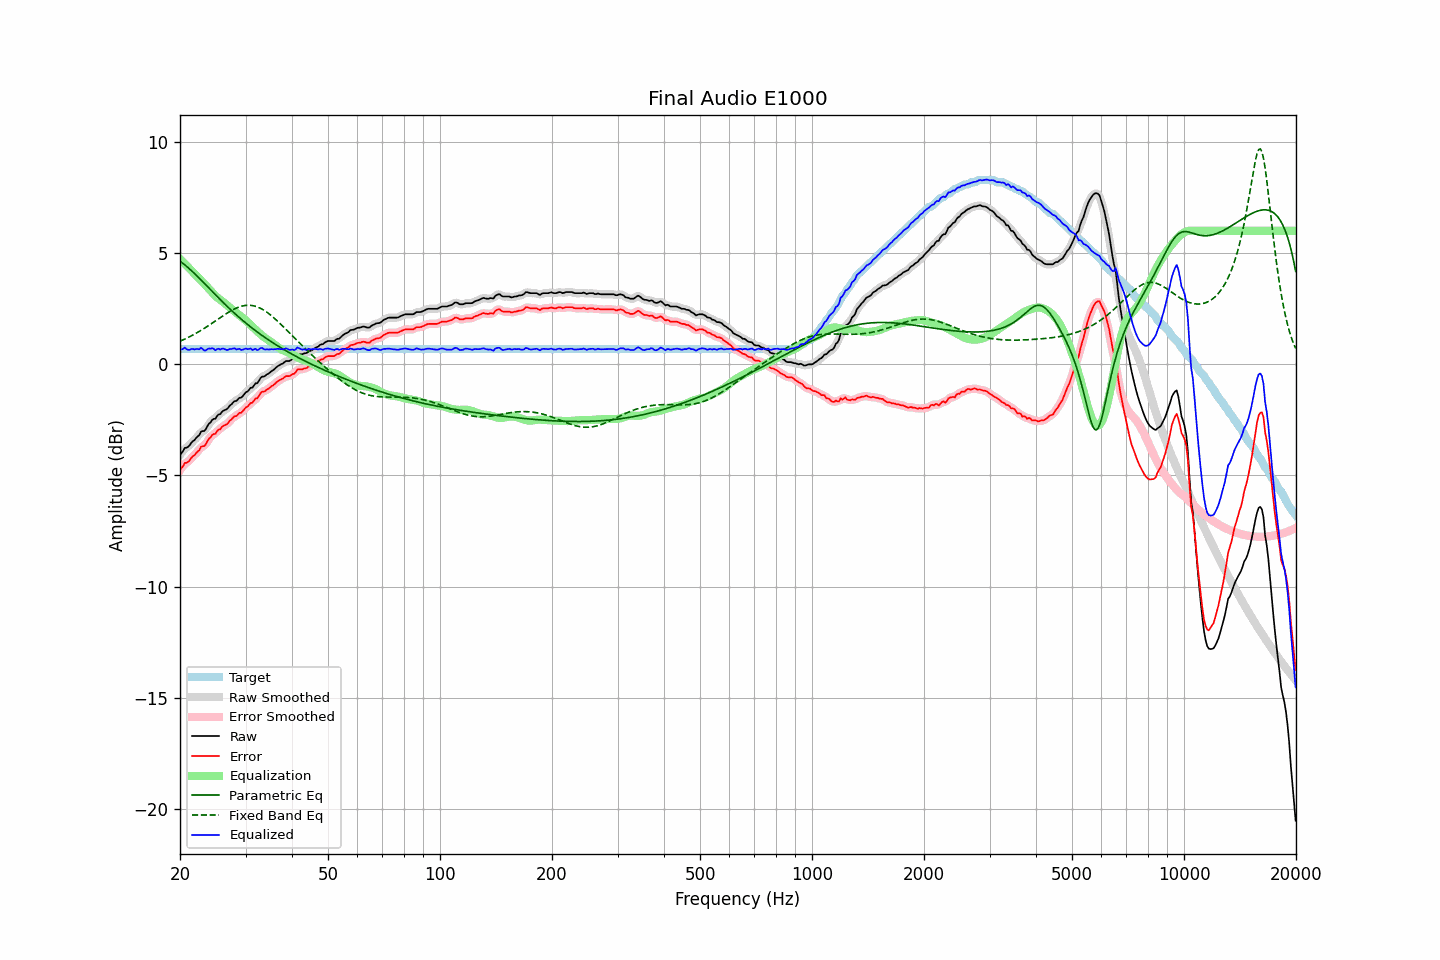 Final Audio E1000
10
5
0
−5
−10
−15
−20
Amplitude (dBr)
Target
Raw Smoothed
Error Smoothed
Raw
Error
Equalization
Parametric Eq
Fixed Band Eq
Equalized
20 50 100 200 500 1000 2000 5000 10000 20000
Frequency (Hz)